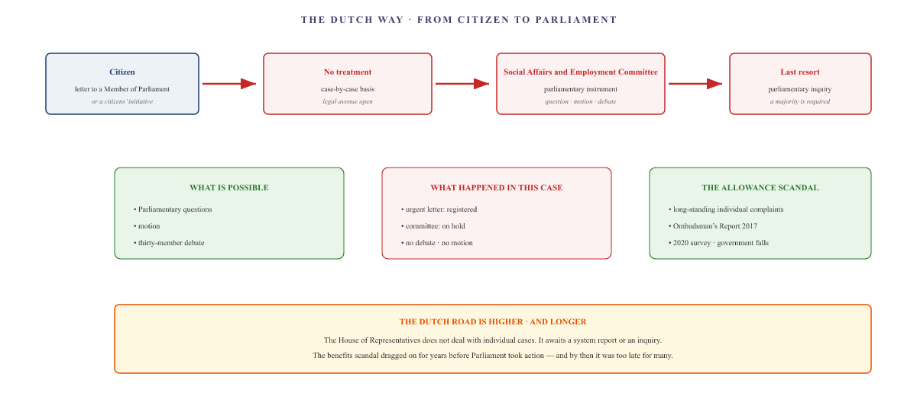 THE DUTCH WAY · FROM CITIZEN TO PARLIAMENT
Citizen
letter to a Member of Parliament
or a citizens' initiative
No treatment
case-by-case basis
legal avenue open
Social Affairs and Employment Committee
parliamentary instrument
question · motion · debate
Last resort
parliamentary inquiry
a majority is required
WHAT IS POSSIBLE
• Parliamentary questions
• motion
• thirty-member debate
WHAT HAPPENED IN THIS CASE
• urgent letter: registered
• committee: on hold
• no debate · no motion
THE ALLOWANCE SCANDAL
• long-standing individual complaints
• Ombudsman's Report 2017
• 2020 survey · government falls
THE DUTCH ROAD IS HIGHER · AND LONGER
The House of Representatives does not deal with individual cases. It awaits a system report or an inquiry.
The benefits scandal dragged on for years before Parliament took action — and by then it was too late for many.